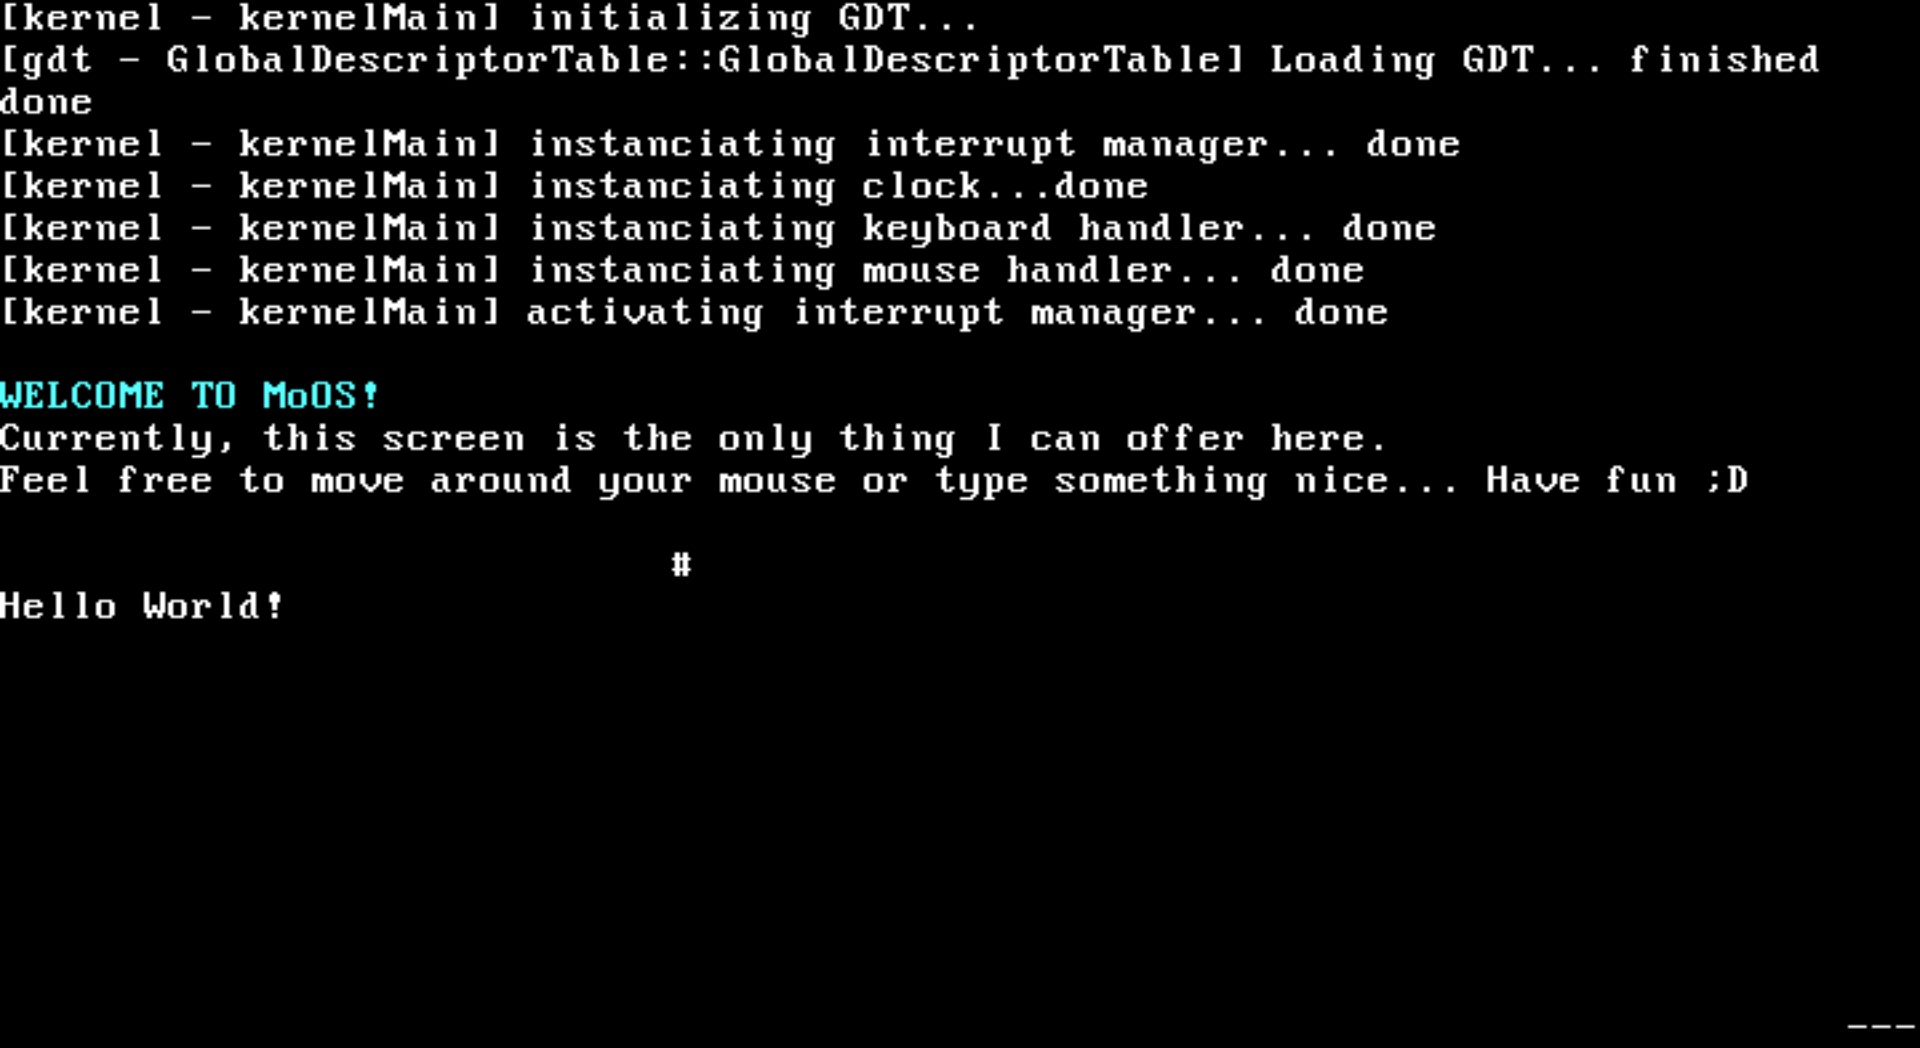 [kernel - kernelMain] initializing GDT...
[gdt - GlobalDescriptorTable::GlobalDescriptorTable] Loading GDT... finished
done
[kernel - kernelMain] instanciating interrupt manager... done
[kernel - kernelMain] instanciating clock...done
[kernel - kernelMain] instanciating keyboard handler... done
[kernel - kernelMain] instanciating mouse handler... done
[kernel - kernelMain] activating interrupt manager... done
WELCOME TO MoOS!
Currently, this screen is the only thing I can offer here.
Feel free to move around your mouse or type something nice... Have fun ;D
#
Hello World!
---